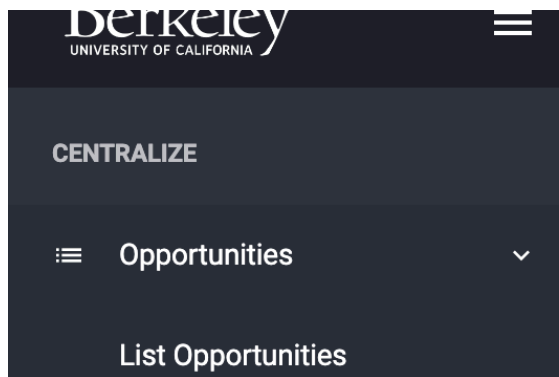 Berkeley
UNIVERSITY OF CALIFORNIA
CENTRALIZE
Opportunities
List Opportunities